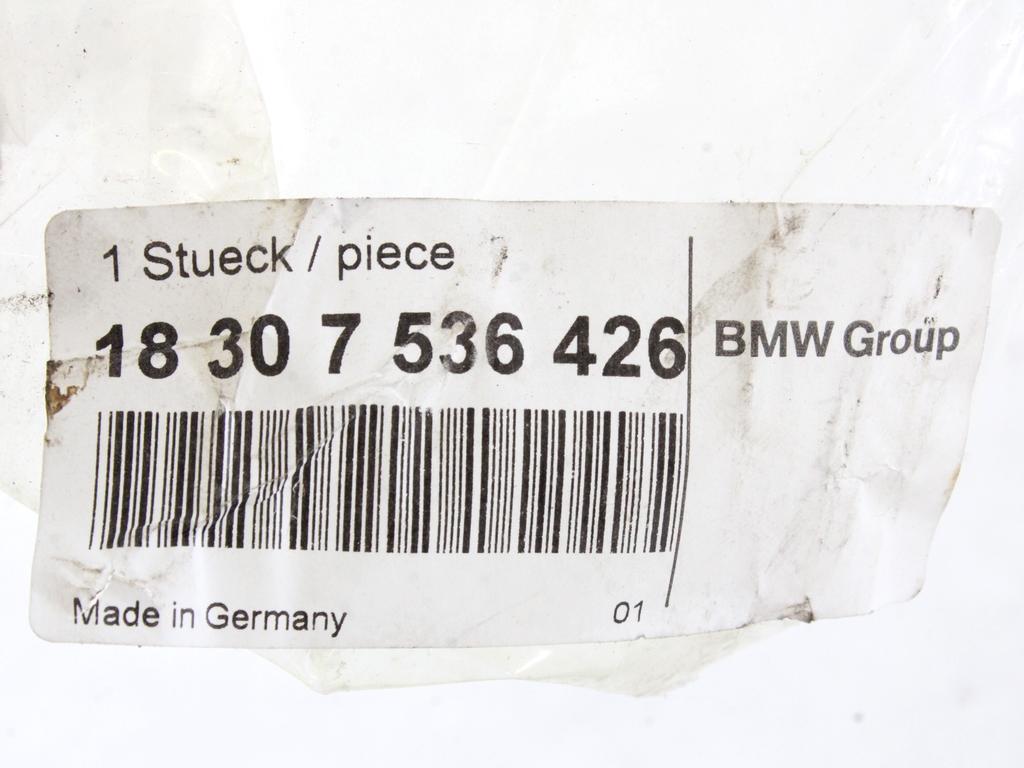 1 Stueck / piece
18 30 7 536 426
BMW Group
Made in Germany
01